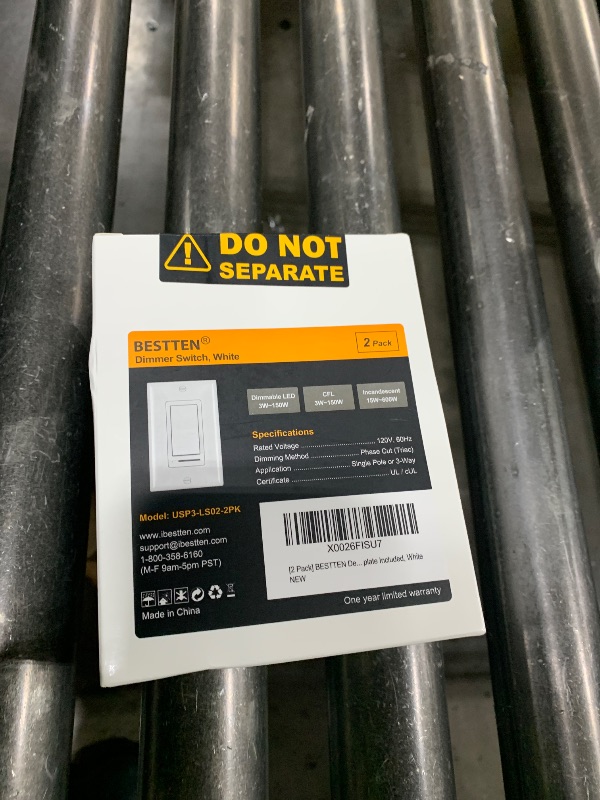 DO NOT
SEPARATE
BESTTEN®
Dimmer Switch, White
2 Pack
Dimmable LED
3W~150W
CFL
3W~150W
Incandescent
15W~600W
Specifications
Rated Voltage ........................ 120V, 60Hz
Dimming Method ................ Phase Cut (Triac)
Application .................. Single Pole or 3-Way
Certificate ............................... UL / cUL
Model: USP3-LS02-2PK
www.ibestten.com
support@ibestten.com
1-800-358-6160
(M-F 9am-5pm PST)
X0026FISU7
[2 Pack] BESTTEN De... plate Included, White
NEW
Made in China
One year limited warranty